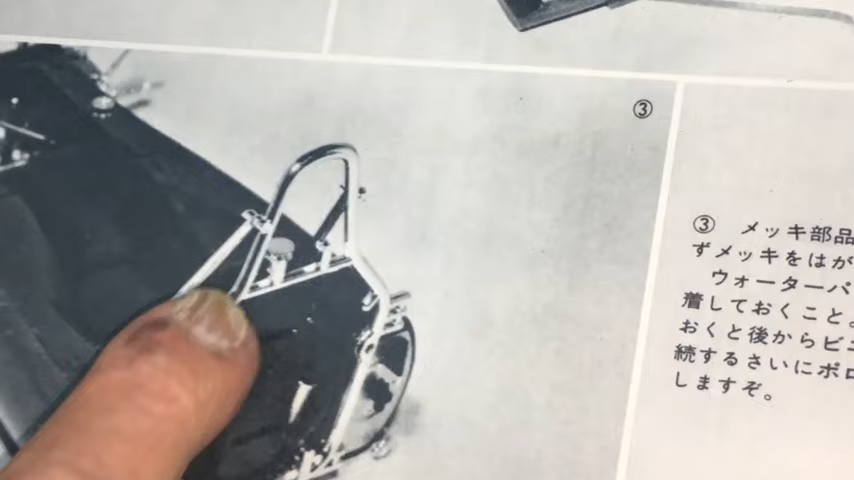 ③
③ メッキ部品
ずメッキをはが
ウォーターパ
着しておくこと。
おくと後からビニ
続するさいにポロ
しますぞ。